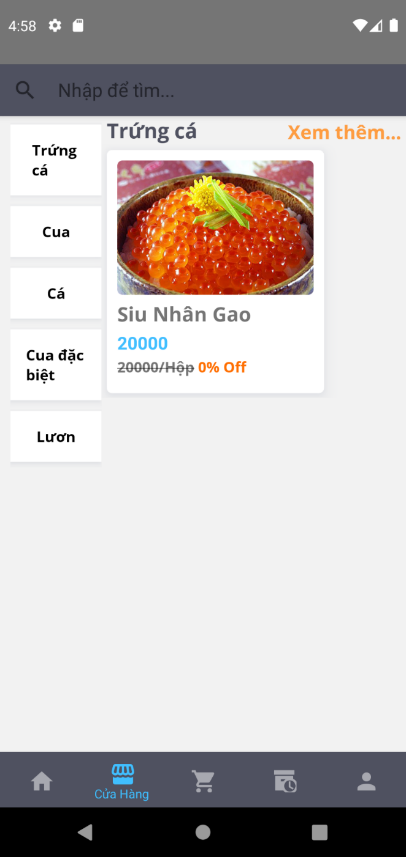 4:58
Nhập để tìm...
Trứng cá
Xem thêm...
Trứng
cá
Cua
Cá
Cua đặc
biệt
Lươn
Siu Nhân Gao
20000
20000/Hộp 0% Off
Cửa Hàng